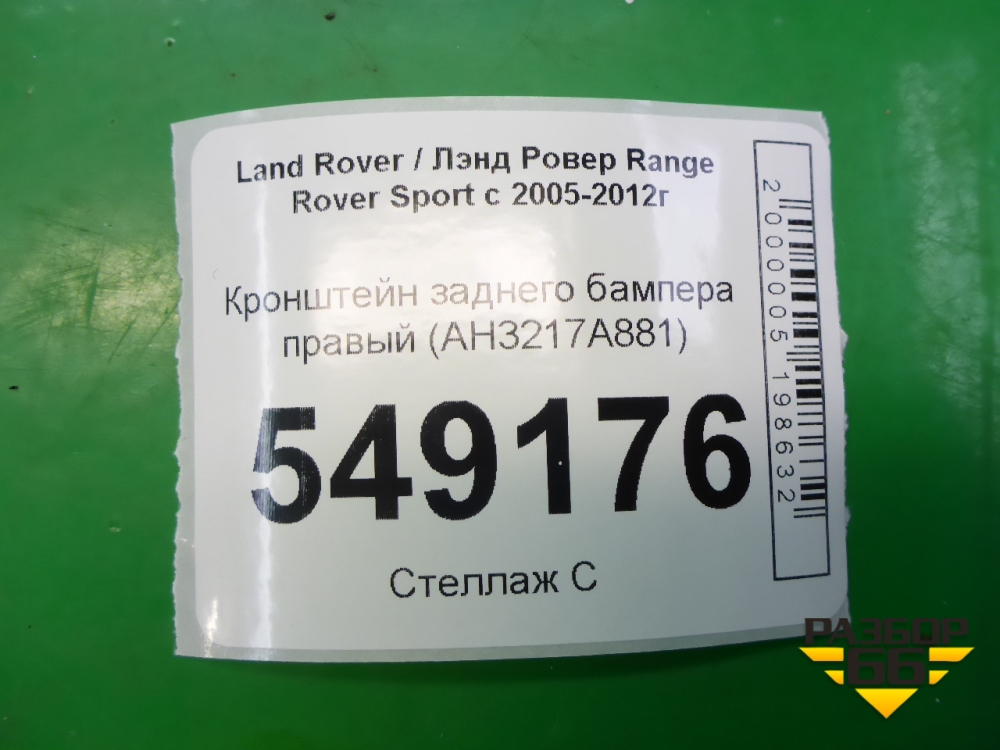 Land Rover / Лэнд Ровер Range
Rover Sport с 2005-2012г
Кронштейн заднего бампера
правый (AH3217A881)
549176
Стеллаж С
2000005198632
РАЗБОР
66